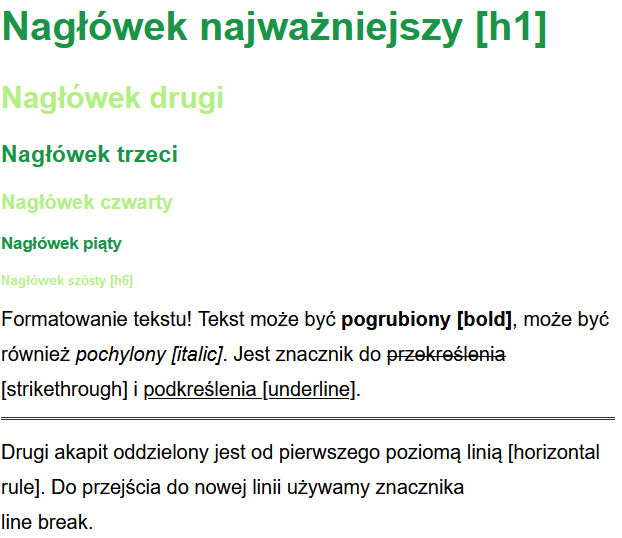 Nagłówek najważniejszy [h1]
Nagłówek drugi
Nagłówek trzeci
Nagłówek czwarty
Nagłówek piąty
Nagłówek szósty [h6]
Formatowanie tekstu! Tekst może być pogrubiony [bold], może być
również pochylony [italic]. Jest znacznik do przekreślenia
[strikethrough] i podkreślenia [underline].
Drugi akapit oddzielony jest od pierwszego poziomą linią [horizontal
rule]. Do przejścia do nowej linii używamy znacznika
line break.